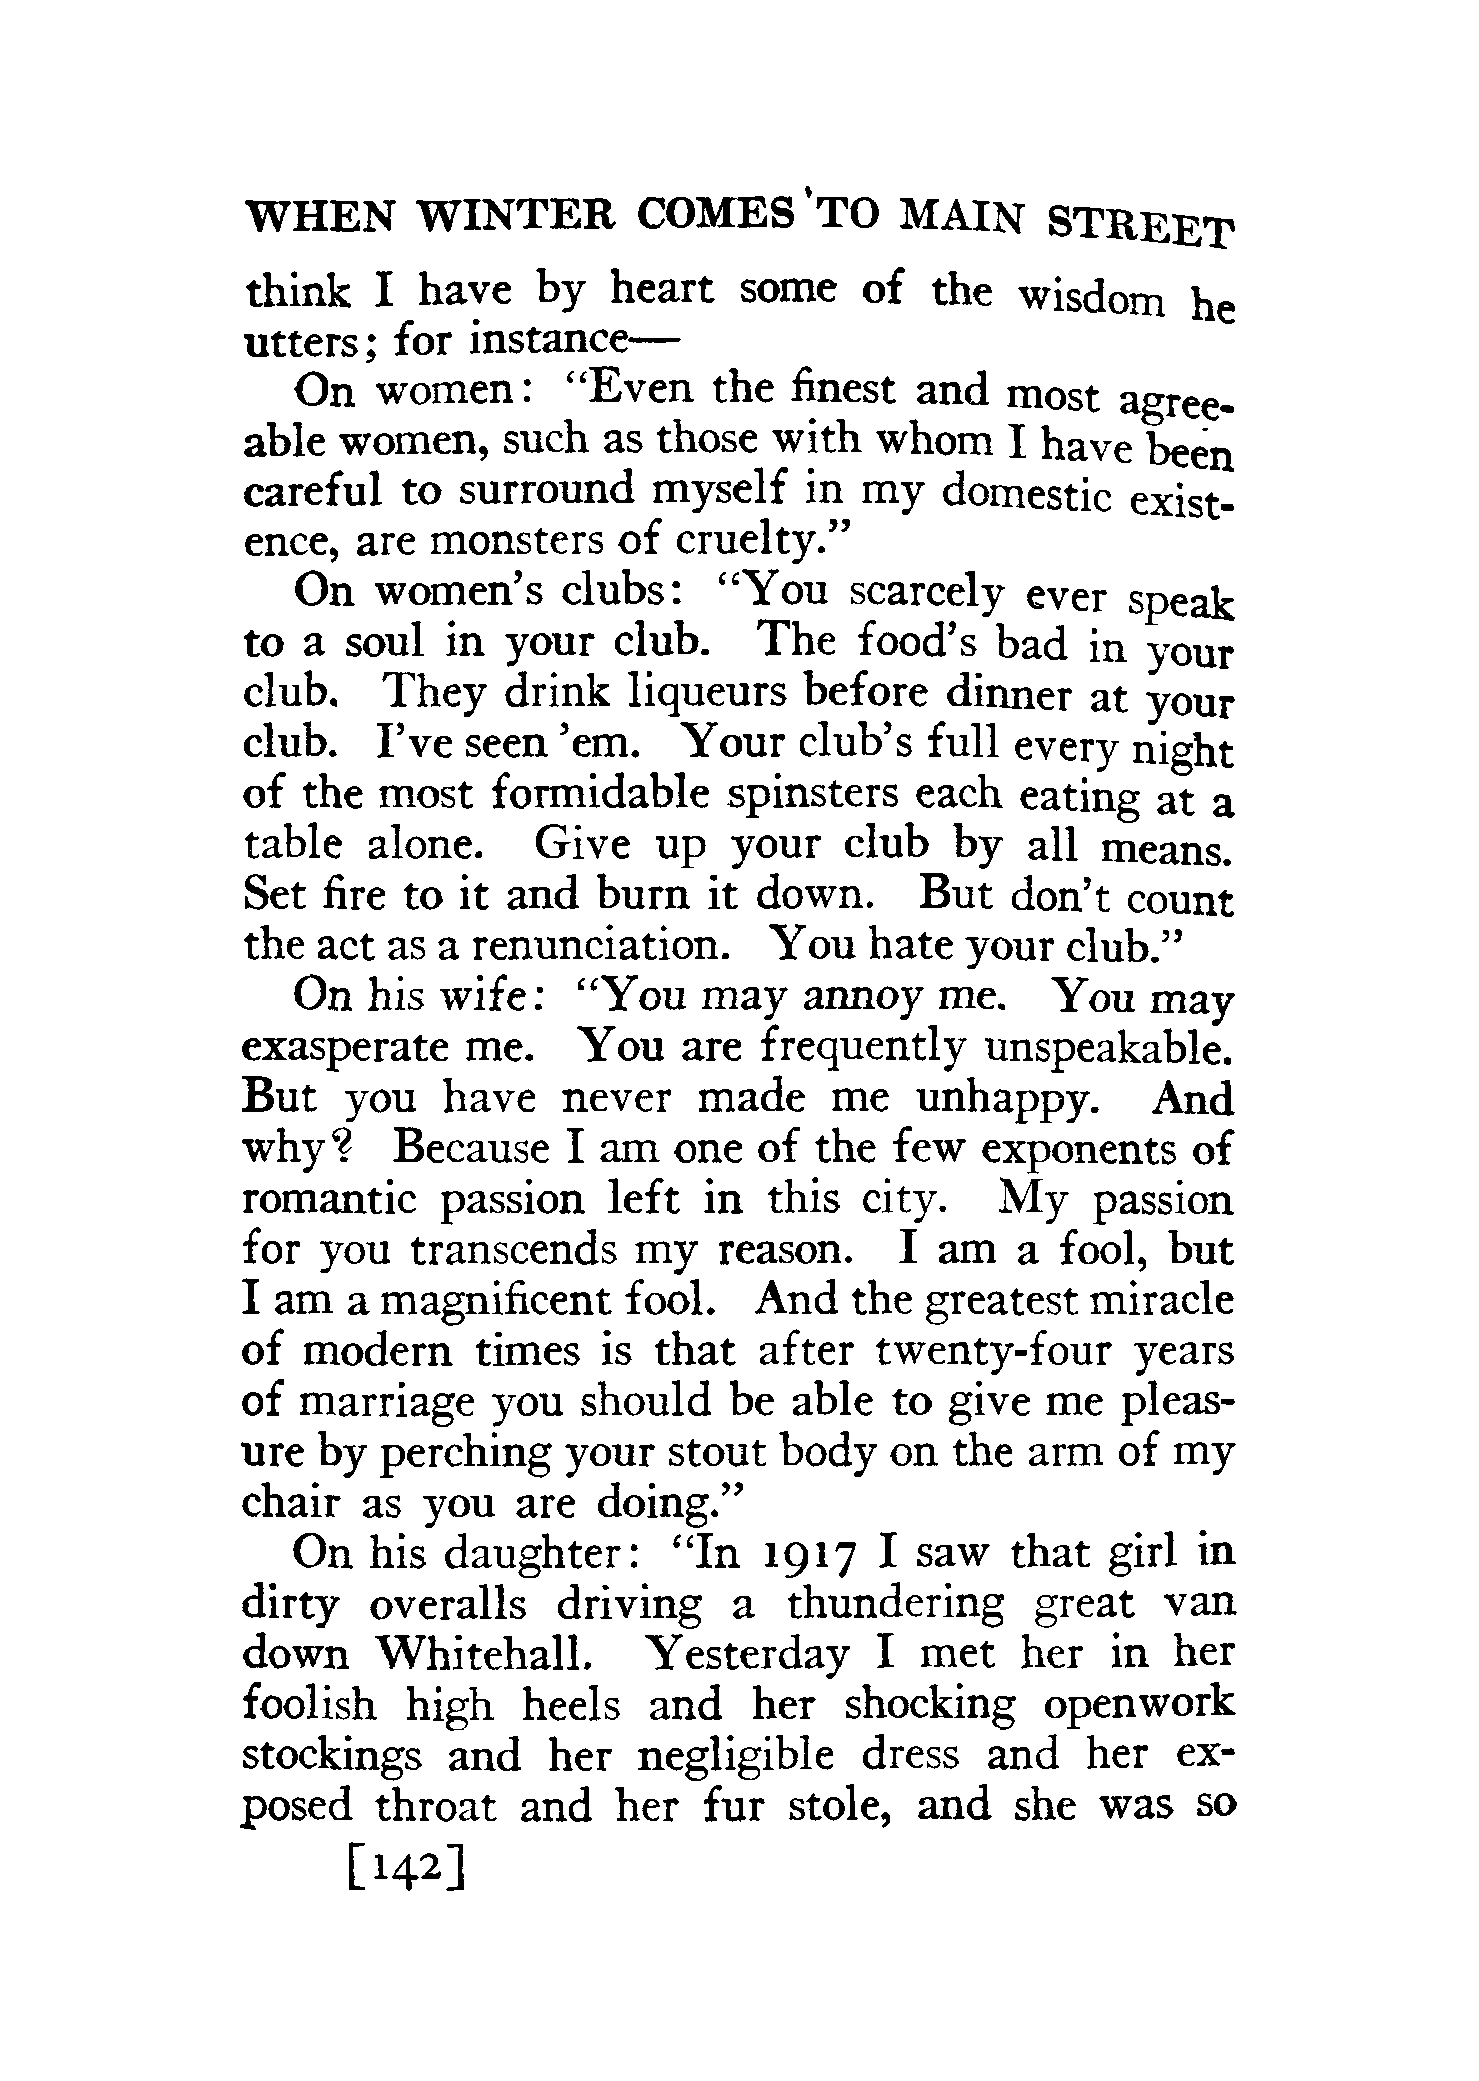 WHEN WINTER COMES TO MAIN STREET
think I have by heart some of the wisdom he
utters; for instance—
On women: "Even the finest and most agree-
able women, such as those with whom I have been
careful to surround myself in my domestic exist-
ence, are monsters of cruelty."
On women's clubs: "You scarcely ever speak
to a soul in your club. The food's bad in your
club. They drink liqueurs before dinner at your
club. I've seen 'em. Your club's full every night
of the most formidable spinsters each eating at a
table alone. Give up your club by all means.
Set fire to it and burn it down. But don't count
the act as a renunciation. You hate your club."
On his wife: "You may annoy me. You may
exasperate me. You are frequently unspeakable.
But you have never made me unhappy. And
why? Because I am one of the few exponents of
romantic passion left in this city. My passion
for you transcends my reason. I am a fool, but
I am a magnificent fool. And the greatest miracle
of modern times is that after twenty-four years
of marriage you should be able to give me pleas-
ure by perching your stout body on the arm of my
chair as you are doing."
On his daughter: "In 1917 I saw that girl in
dirty overalls driving a thundering great van
down Whitehall. Yesterday I met her in her
foolish high heels and her shocking openwork
stockings and her negligible dress and her ex-
posed throat and her fur stole, and she was so
[142]